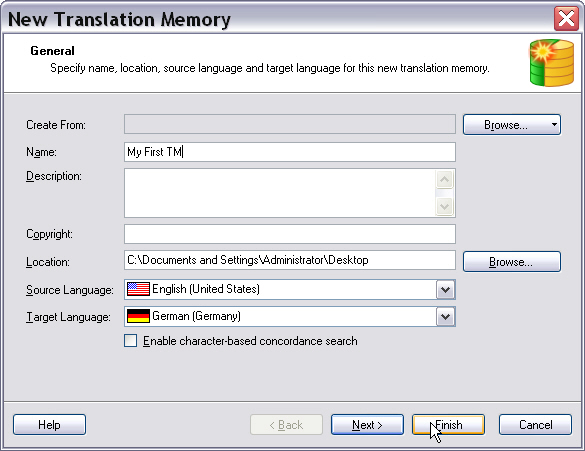 New Translation Memory
General
Specify name, location, source language and target language for this new translation memory.
Create From: Browse...
Name: My First TM
Description:
Copyright:
Location: C:\Documents and Settings\Administrator\Desktop Browse...
Source Language: English (United States)
Target Language: German (Germany)
Enable character-based concordance search
Help < Back Next > Finish Cancel